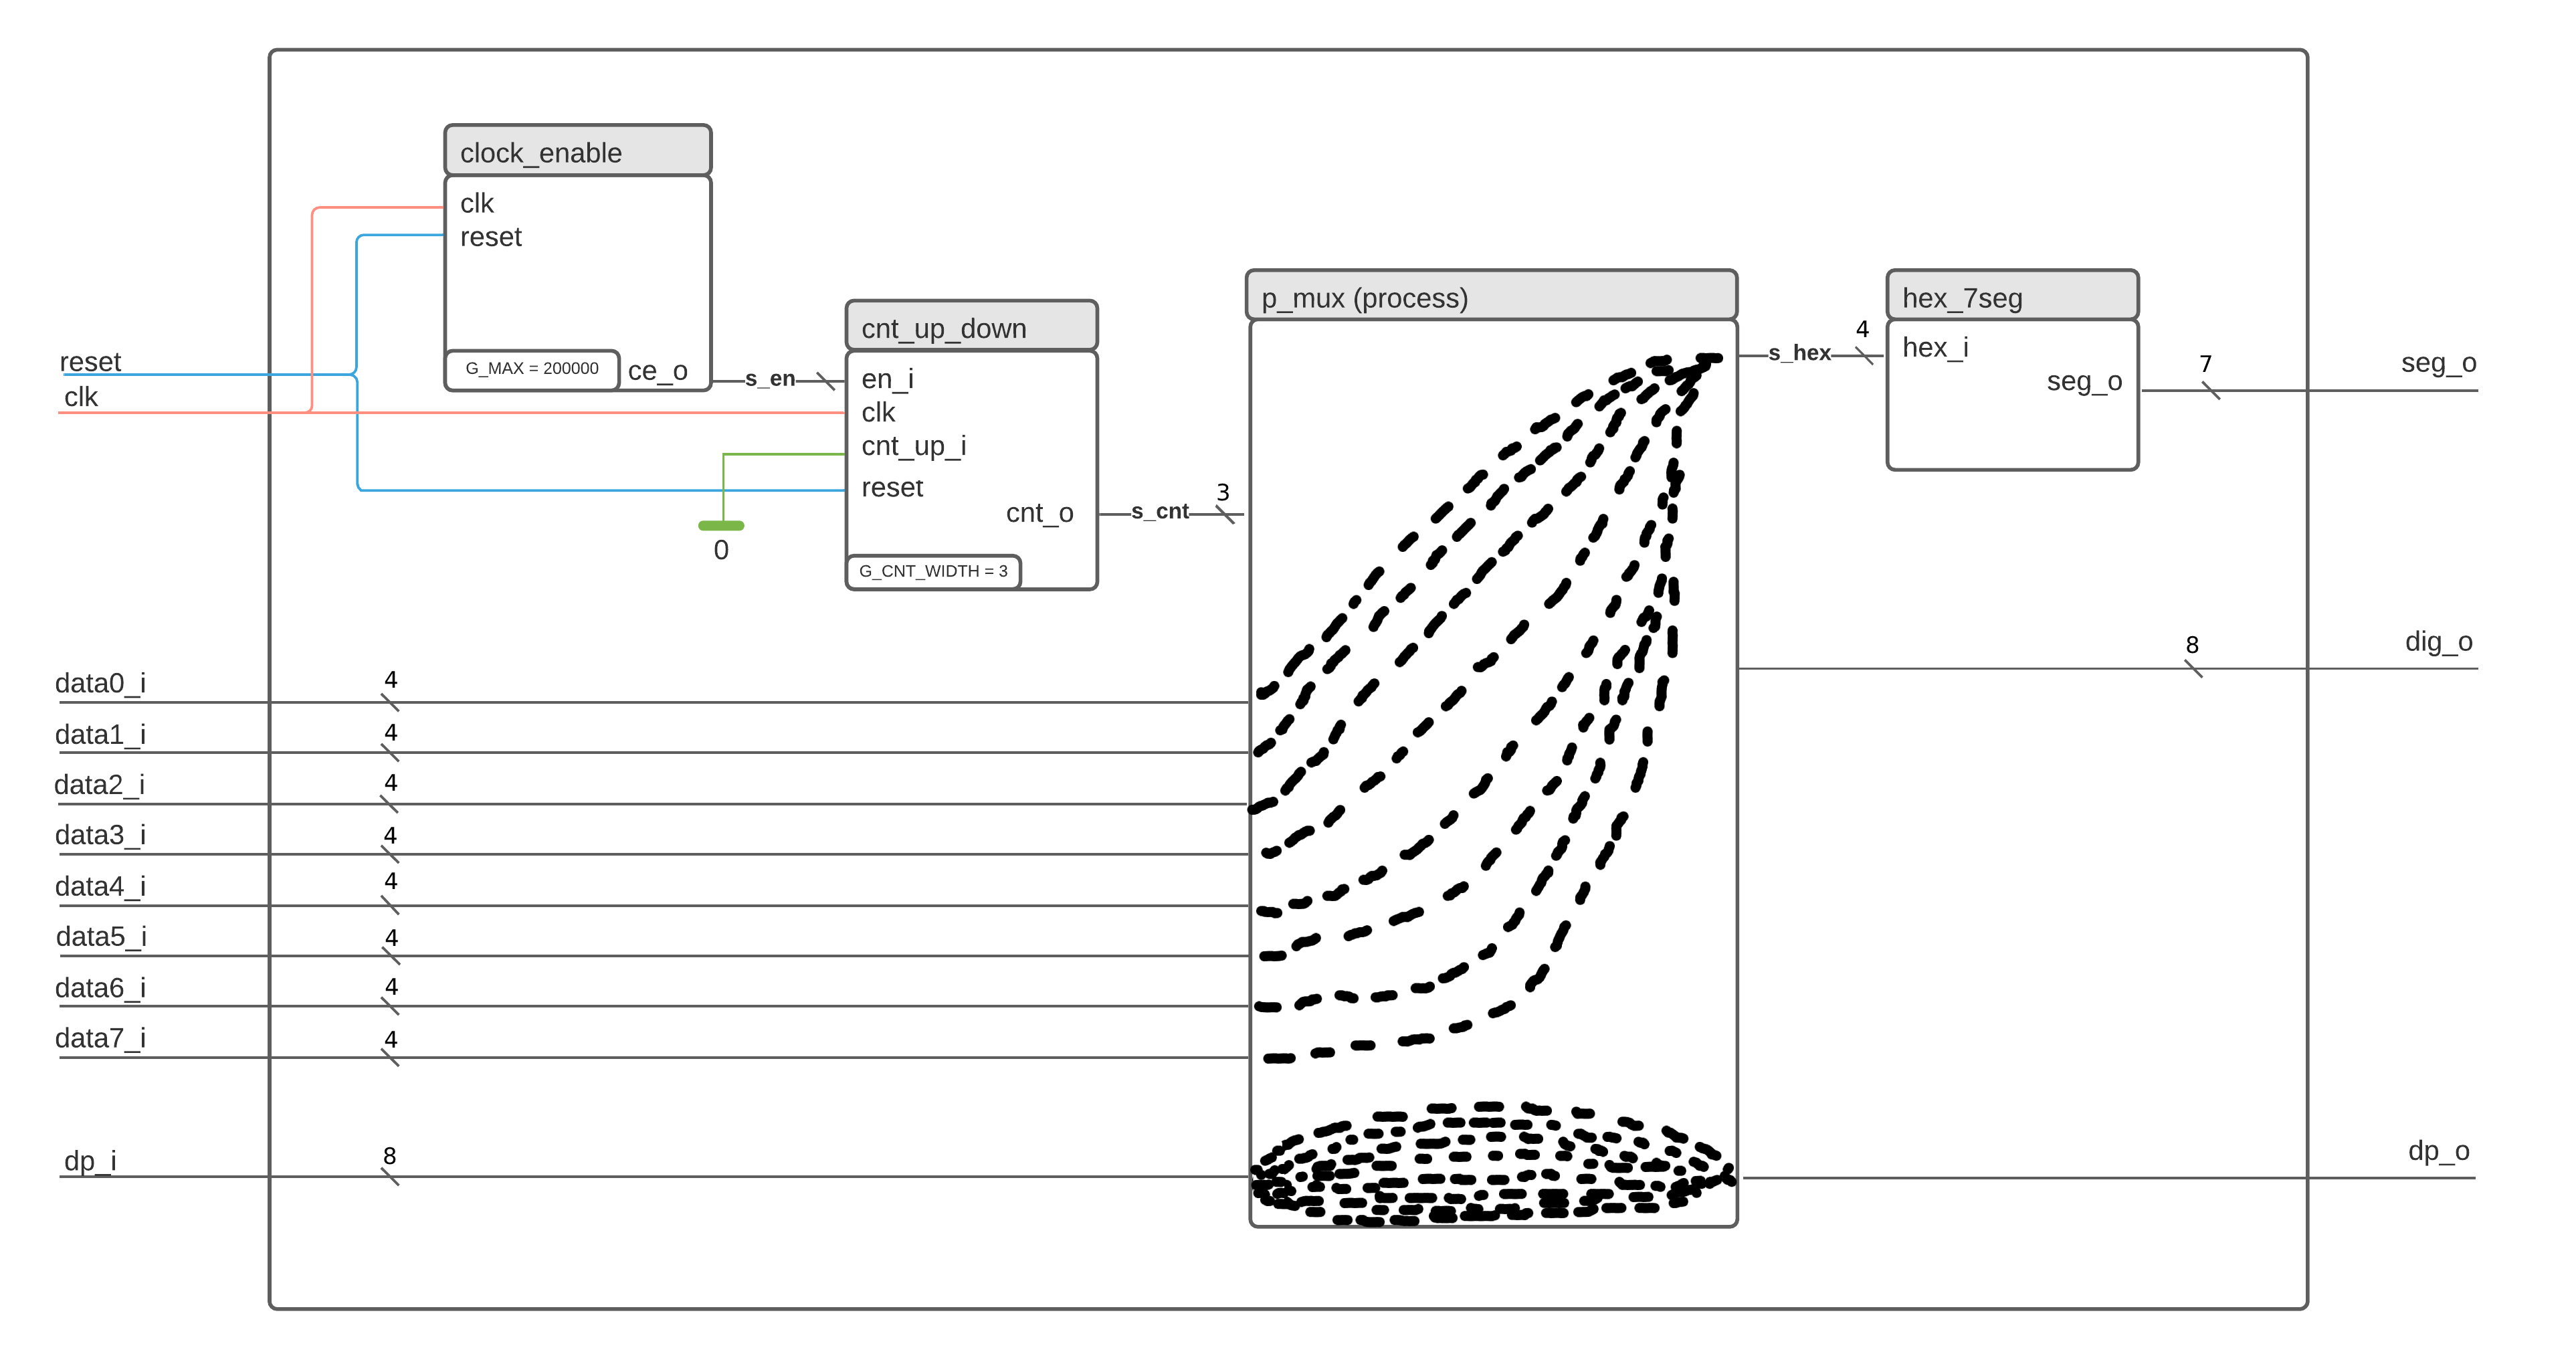 clock_enable
clk
reset
G_MAX = 200000
ce_o
s_en
cnt_up_down
en_i
clk
cnt_up_i
reset
cnt_o
G_CNT_WIDTH = 3
0
s_cnt
3
p_mux (process)
s_hex
4
hex_7seg
hex_i
seg_o
7
seg_o
reset
clk
8
dig_o
data0_i
4
data1_i
4
data2_i
4
data3_i
4
data4_i
4
data5_i
4
data6_i
4
data7_i
4
dp_i
8
dp_o